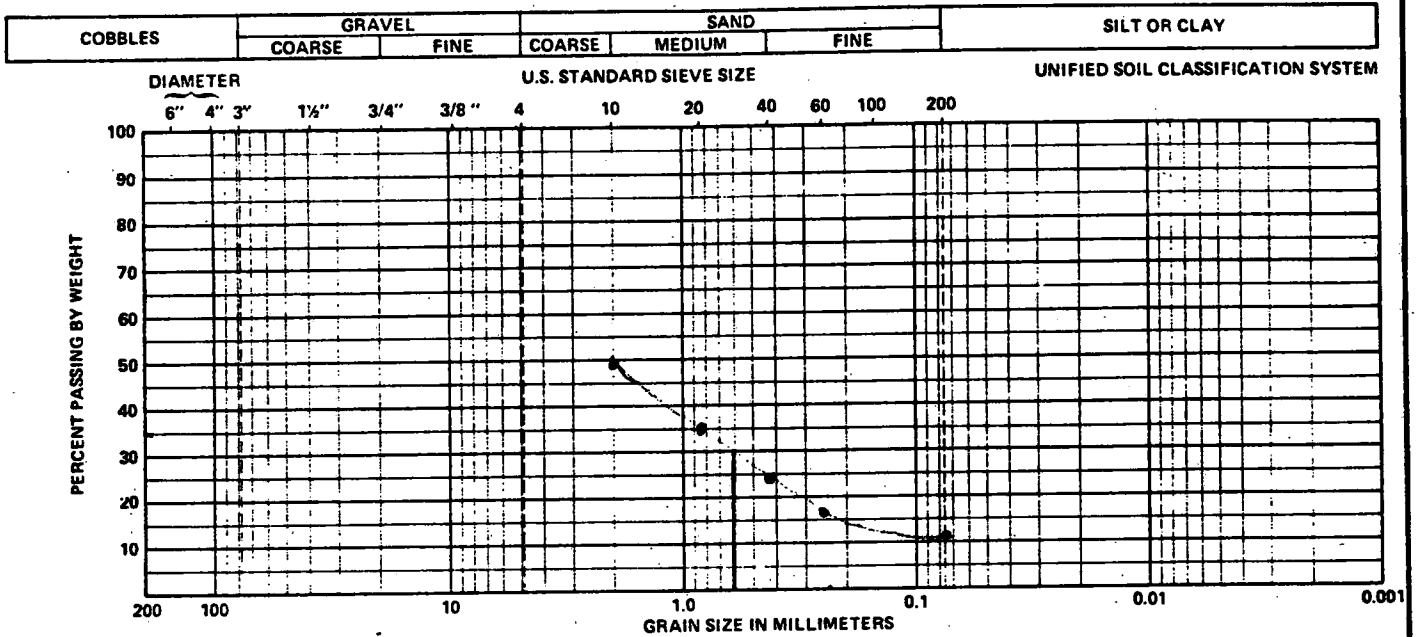 COBBLES GRAVEL SAND SILT OR CLAY
COARSE FINE COARSE MEDIUM FINE
DIAMETER U.S. STANDARD SIEVE SIZE UNIFIED SOIL CLASSIFICATION SYSTEM
6" 4" 3" 1½" 3/4" 3/8" 4 10 20 40 60 100 200
100
90
80
70
60
50
40
30
20
10
PERCENT PASSING BY WEIGHT
200 100 10 1.0 0.1 0.01 0.001
GRAIN SIZE IN MILLIMETERS